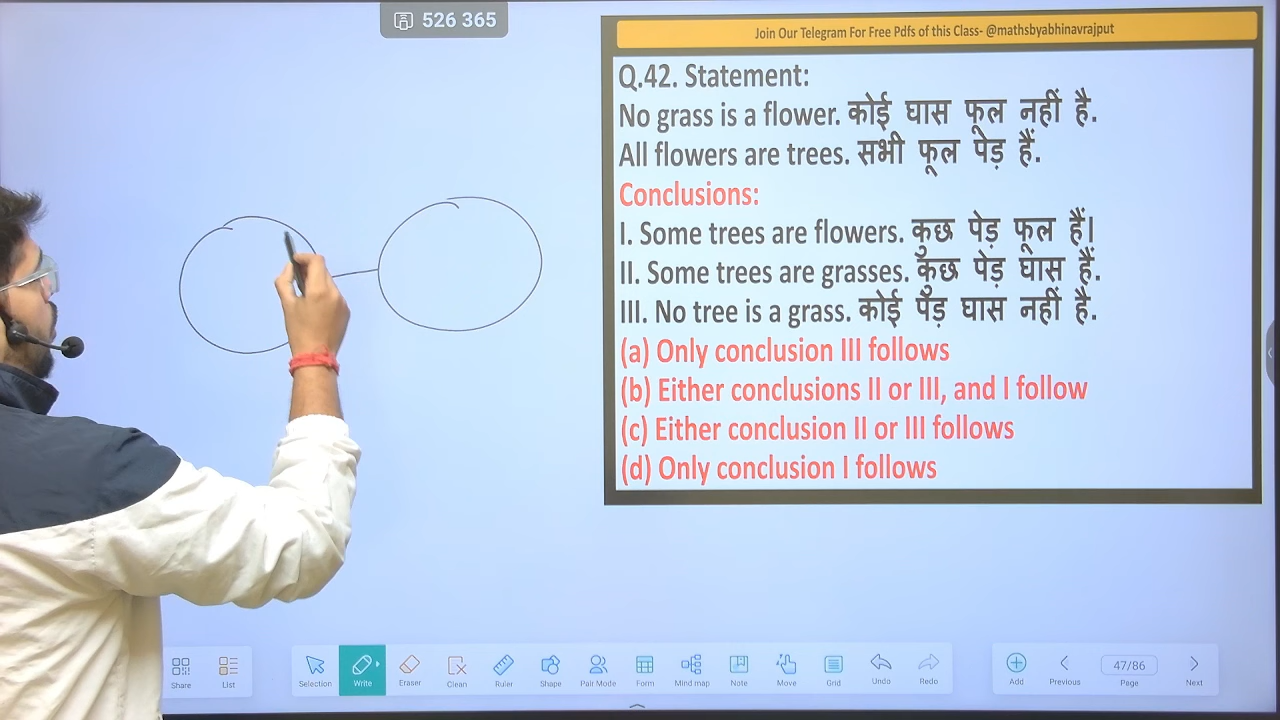 526 365
Join Our Telegram For Free Pdfs of this Class- @mathsbyabhinavrajput
Q.42. Statement:
No grass is a flower. कोई घास फूल नहीं है.
All flowers are trees. सभी फूल पेड़ हैं.
Conclusions:
I. Some trees are flowers. कुछ पेड़ फूल हैं।
II. Some trees are grasses. कुछ पेड़ घास हैं.
III. No tree is a grass. कोई पेड़ घास नहीं है.
(a) Only conclusion III follows
(b) Either conclusions II or III, and I follow
(c) Either conclusion II or III follows
(d) Only conclusion I follows
Share List Selection Write Eraser Clean Ruler Shape Pair Mode Form Mind map Note Move Grid Undo Redo Add Previous 47/86 Page Next